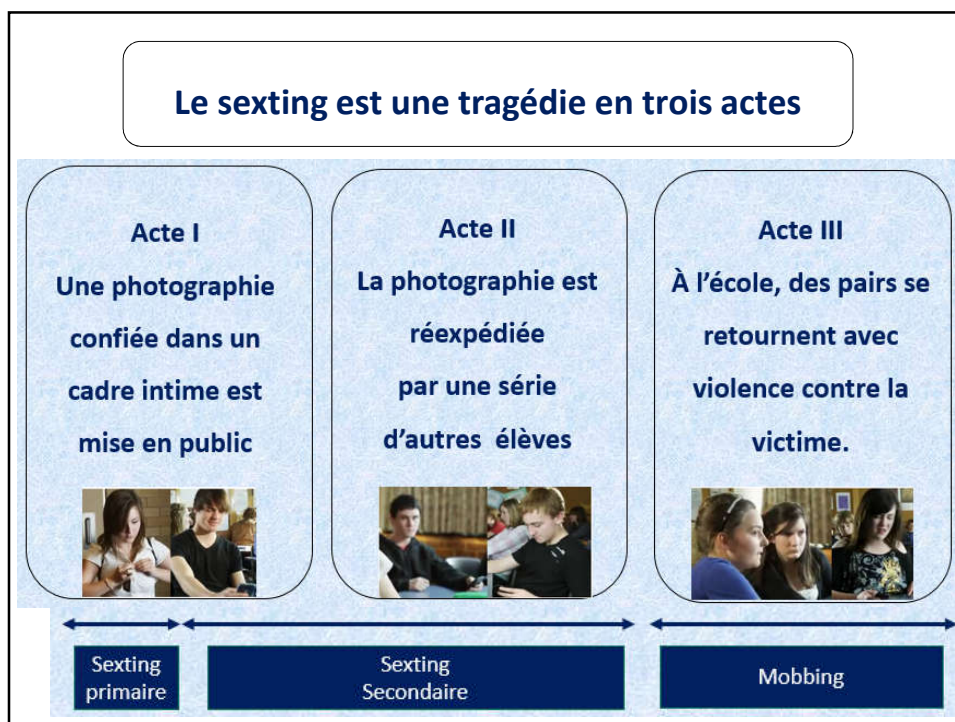 Le sexting est une tragédie en trois actes
Acte I
Une photographie
confiée dans un
cadre intime est
mise en public
Acte II
La photographie est
réexpédiée
par une série
d'autres élèves
Acte III
À l'école, des pairs se
retournent avec
violence contre la
victime.
Sexting
primaire
Sexting
Secondaire
Mobbing